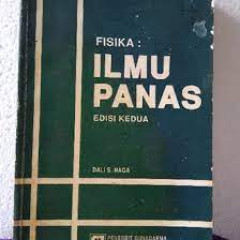 FISIKA :
ILMU
PANAS
EDISI KEDUA
DALI S. NAGA
PENERBIT GUNADARMA